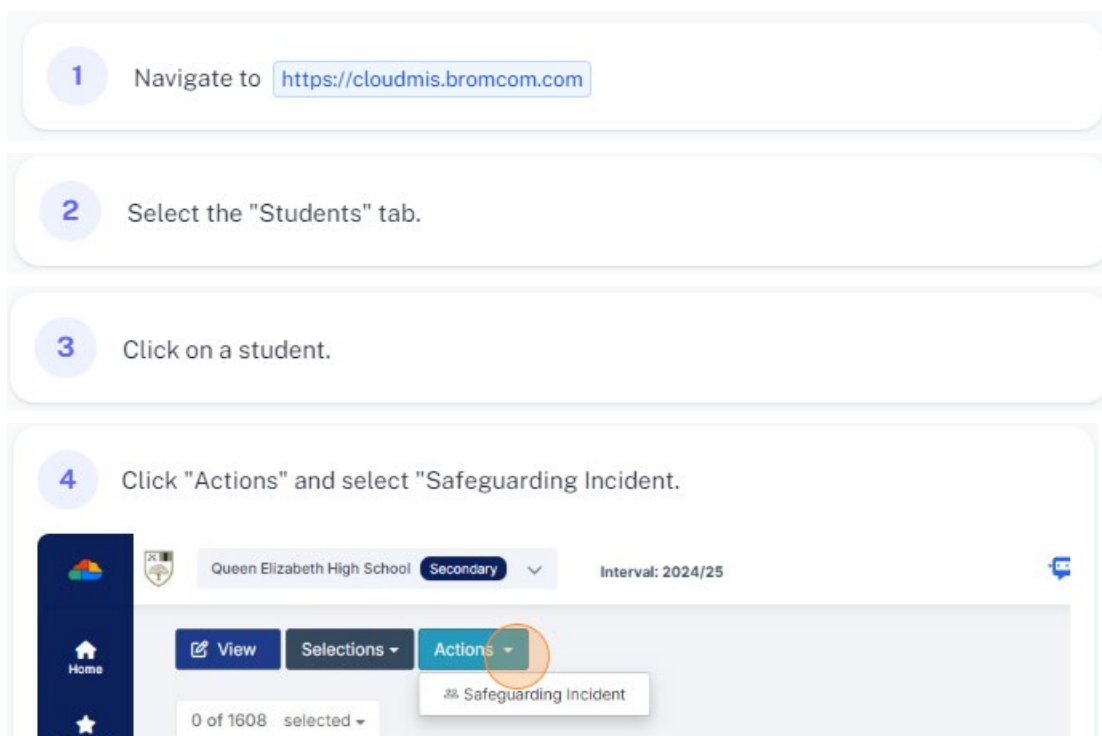 1 Navigate to https://cloudmis.bromcom.com
2 Select the "Students" tab.
3 Click on a student.
4 Click "Actions" and select "Safeguarding Incident.
Queen Elizabeth High School Secondary Interval: 2024/25
View Selections Actions
Home
Safeguarding Incident
0 of 1608 selected